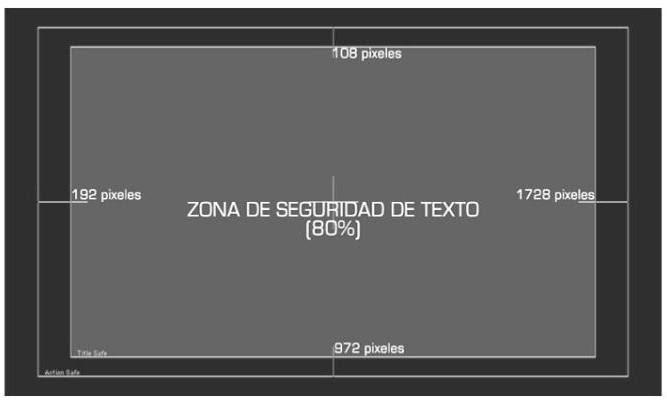 108 pixeles
192 pixeles
1728 pixeles
ZONA DE SEGURIDAD DE TEXTO
(80%)
972 pixeles
Title Safe
Action Safe